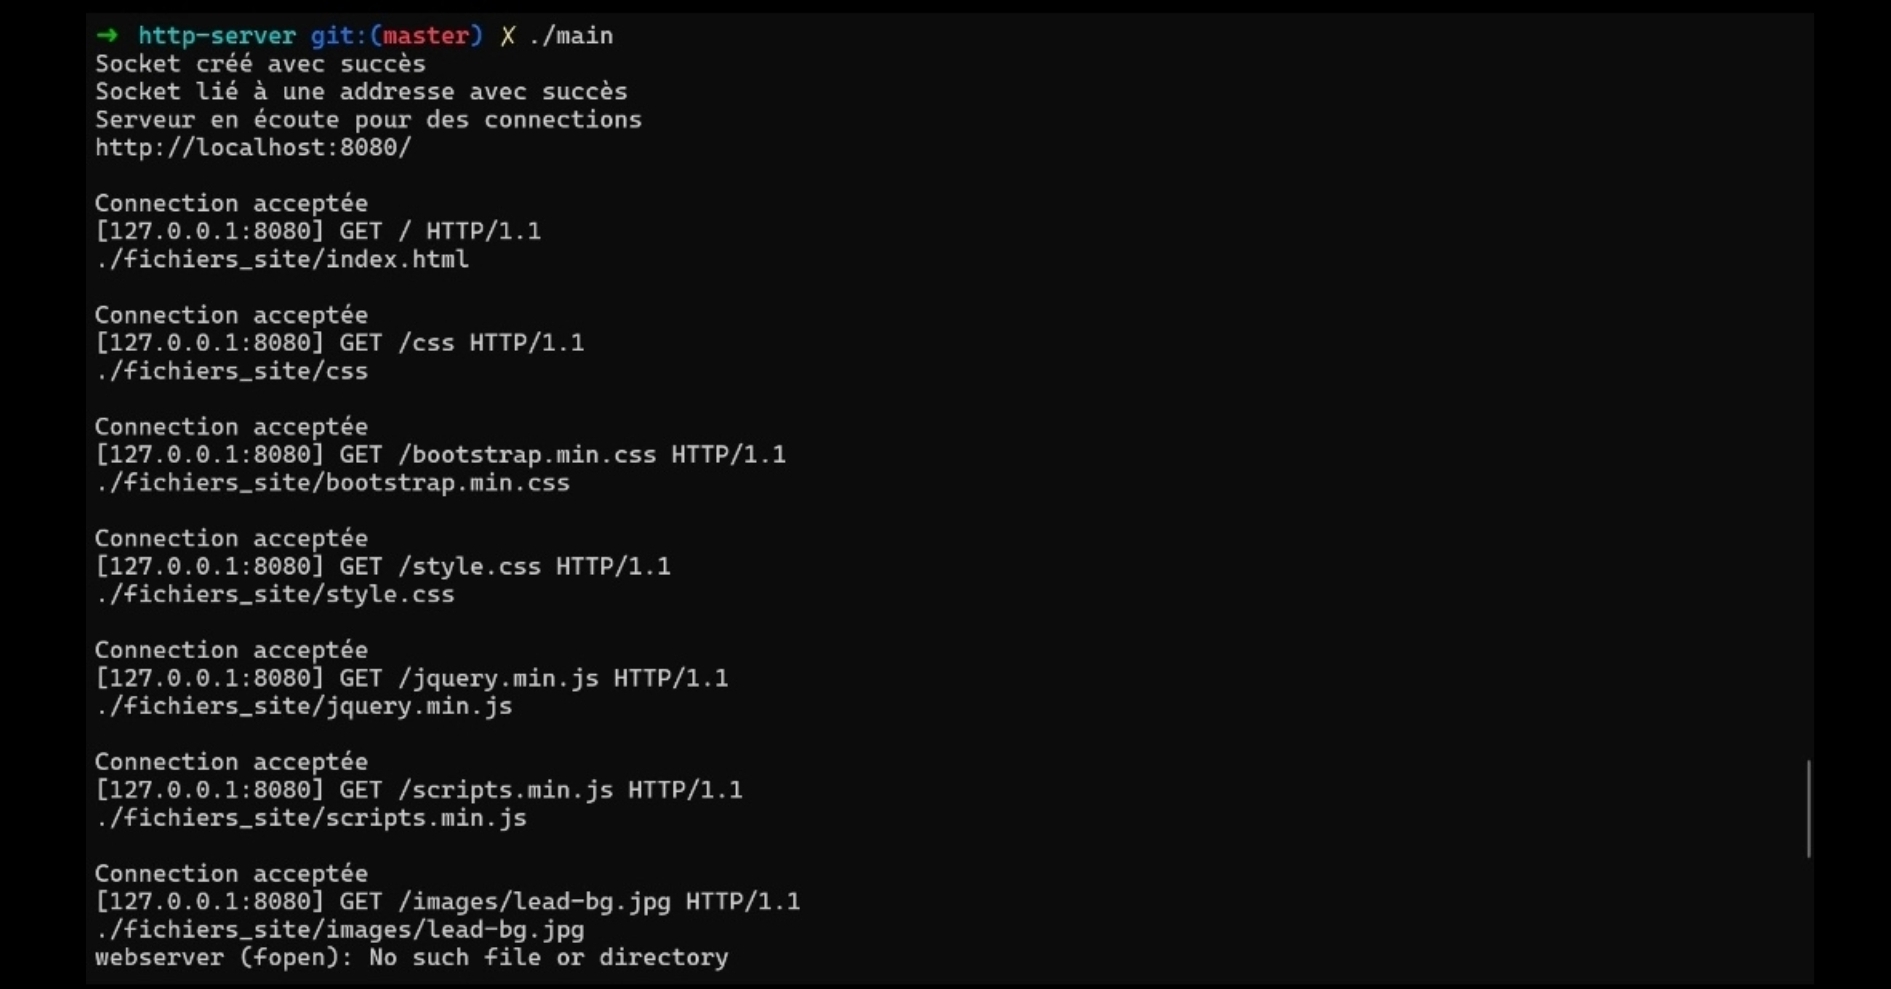 ➜ http-server git:(master) ✗ ./main
Socket créé avec succès
Socket lié à une addresse avec succès
Serveur en écoute pour des connections
http://localhost:8080/
Connection acceptée
[127.0.0.1:8080] GET / HTTP/1.1
./fichiers_site/index.html
Connection acceptée
[127.0.0.1:8080] GET /css HTTP/1.1
./fichiers_site/css
Connection acceptée
[127.0.0.1:8080] GET /bootstrap.min.css HTTP/1.1
./fichiers_site/bootstrap.min.css
Connection acceptée
[127.0.0.1:8080] GET /style.css HTTP/1.1
./fichiers_site/style.css
Connection acceptée
[127.0.0.1:8080] GET /jquery.min.js HTTP/1.1
./fichiers_site/jquery.min.js
Connection acceptée
[127.0.0.1:8080] GET /scripts.min.js HTTP/1.1
./fichiers_site/scripts.min.js
Connection acceptée
[127.0.0.1:8080] GET /images/lead-bg.jpg HTTP/1.1
./fichiers_site/images/lead-bg.jpg
webserver (fopen): No such file or directory